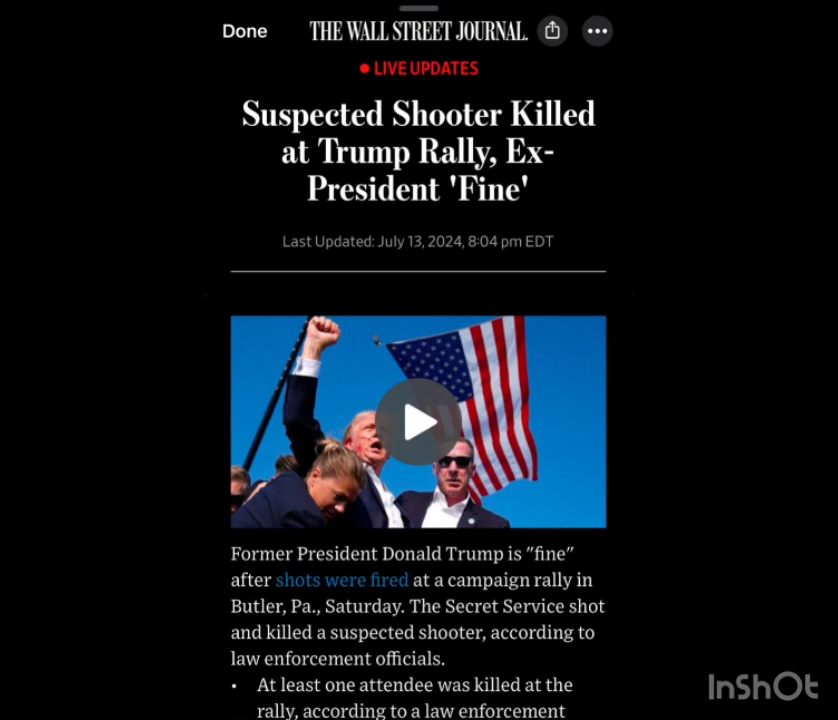 Done
THE WALL STREET JOURNAL.
LIVE UPDATES
Suspected Shooter Killed
at Trump Rally, Ex-
President 'Fine'
Last Updated: July 13, 2024, 8:04 pm EDT
Former President Donald Trump is "fine"
after shots were fired at a campaign rally in
Butler, Pa., Saturday. The Secret Service shot
and killed a suspected shooter, according to
law enforcement officials.
• At least one attendee was killed at the
rally, according to a law enforcement
InShOt